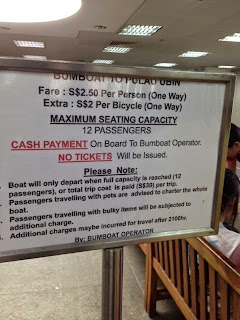 BUMBOAT TO PULAU UBIN
Fare : S$2.50 Per Person (One Way)
Extra : S$2 Per Bicycle (One Way)
MAXIMUM SEATING CAPACITY
12 PASSENGERS
CASH PAYMENT On Board To Bumboat Operator.
NO TICKETS Will be Issued.
Please Note:
Boat will only depart when full capacity is reached (12
passengers), or total trip cost is paid (S$30) per trip.
Passengers travelling with pets are advised to charter the whole
boat.
Passengers travelling with bulky items will be subjected to
additional charge.
Additional charges maybe incurred for travel after 2100hr.
By: BUMBOAT OPERATOR